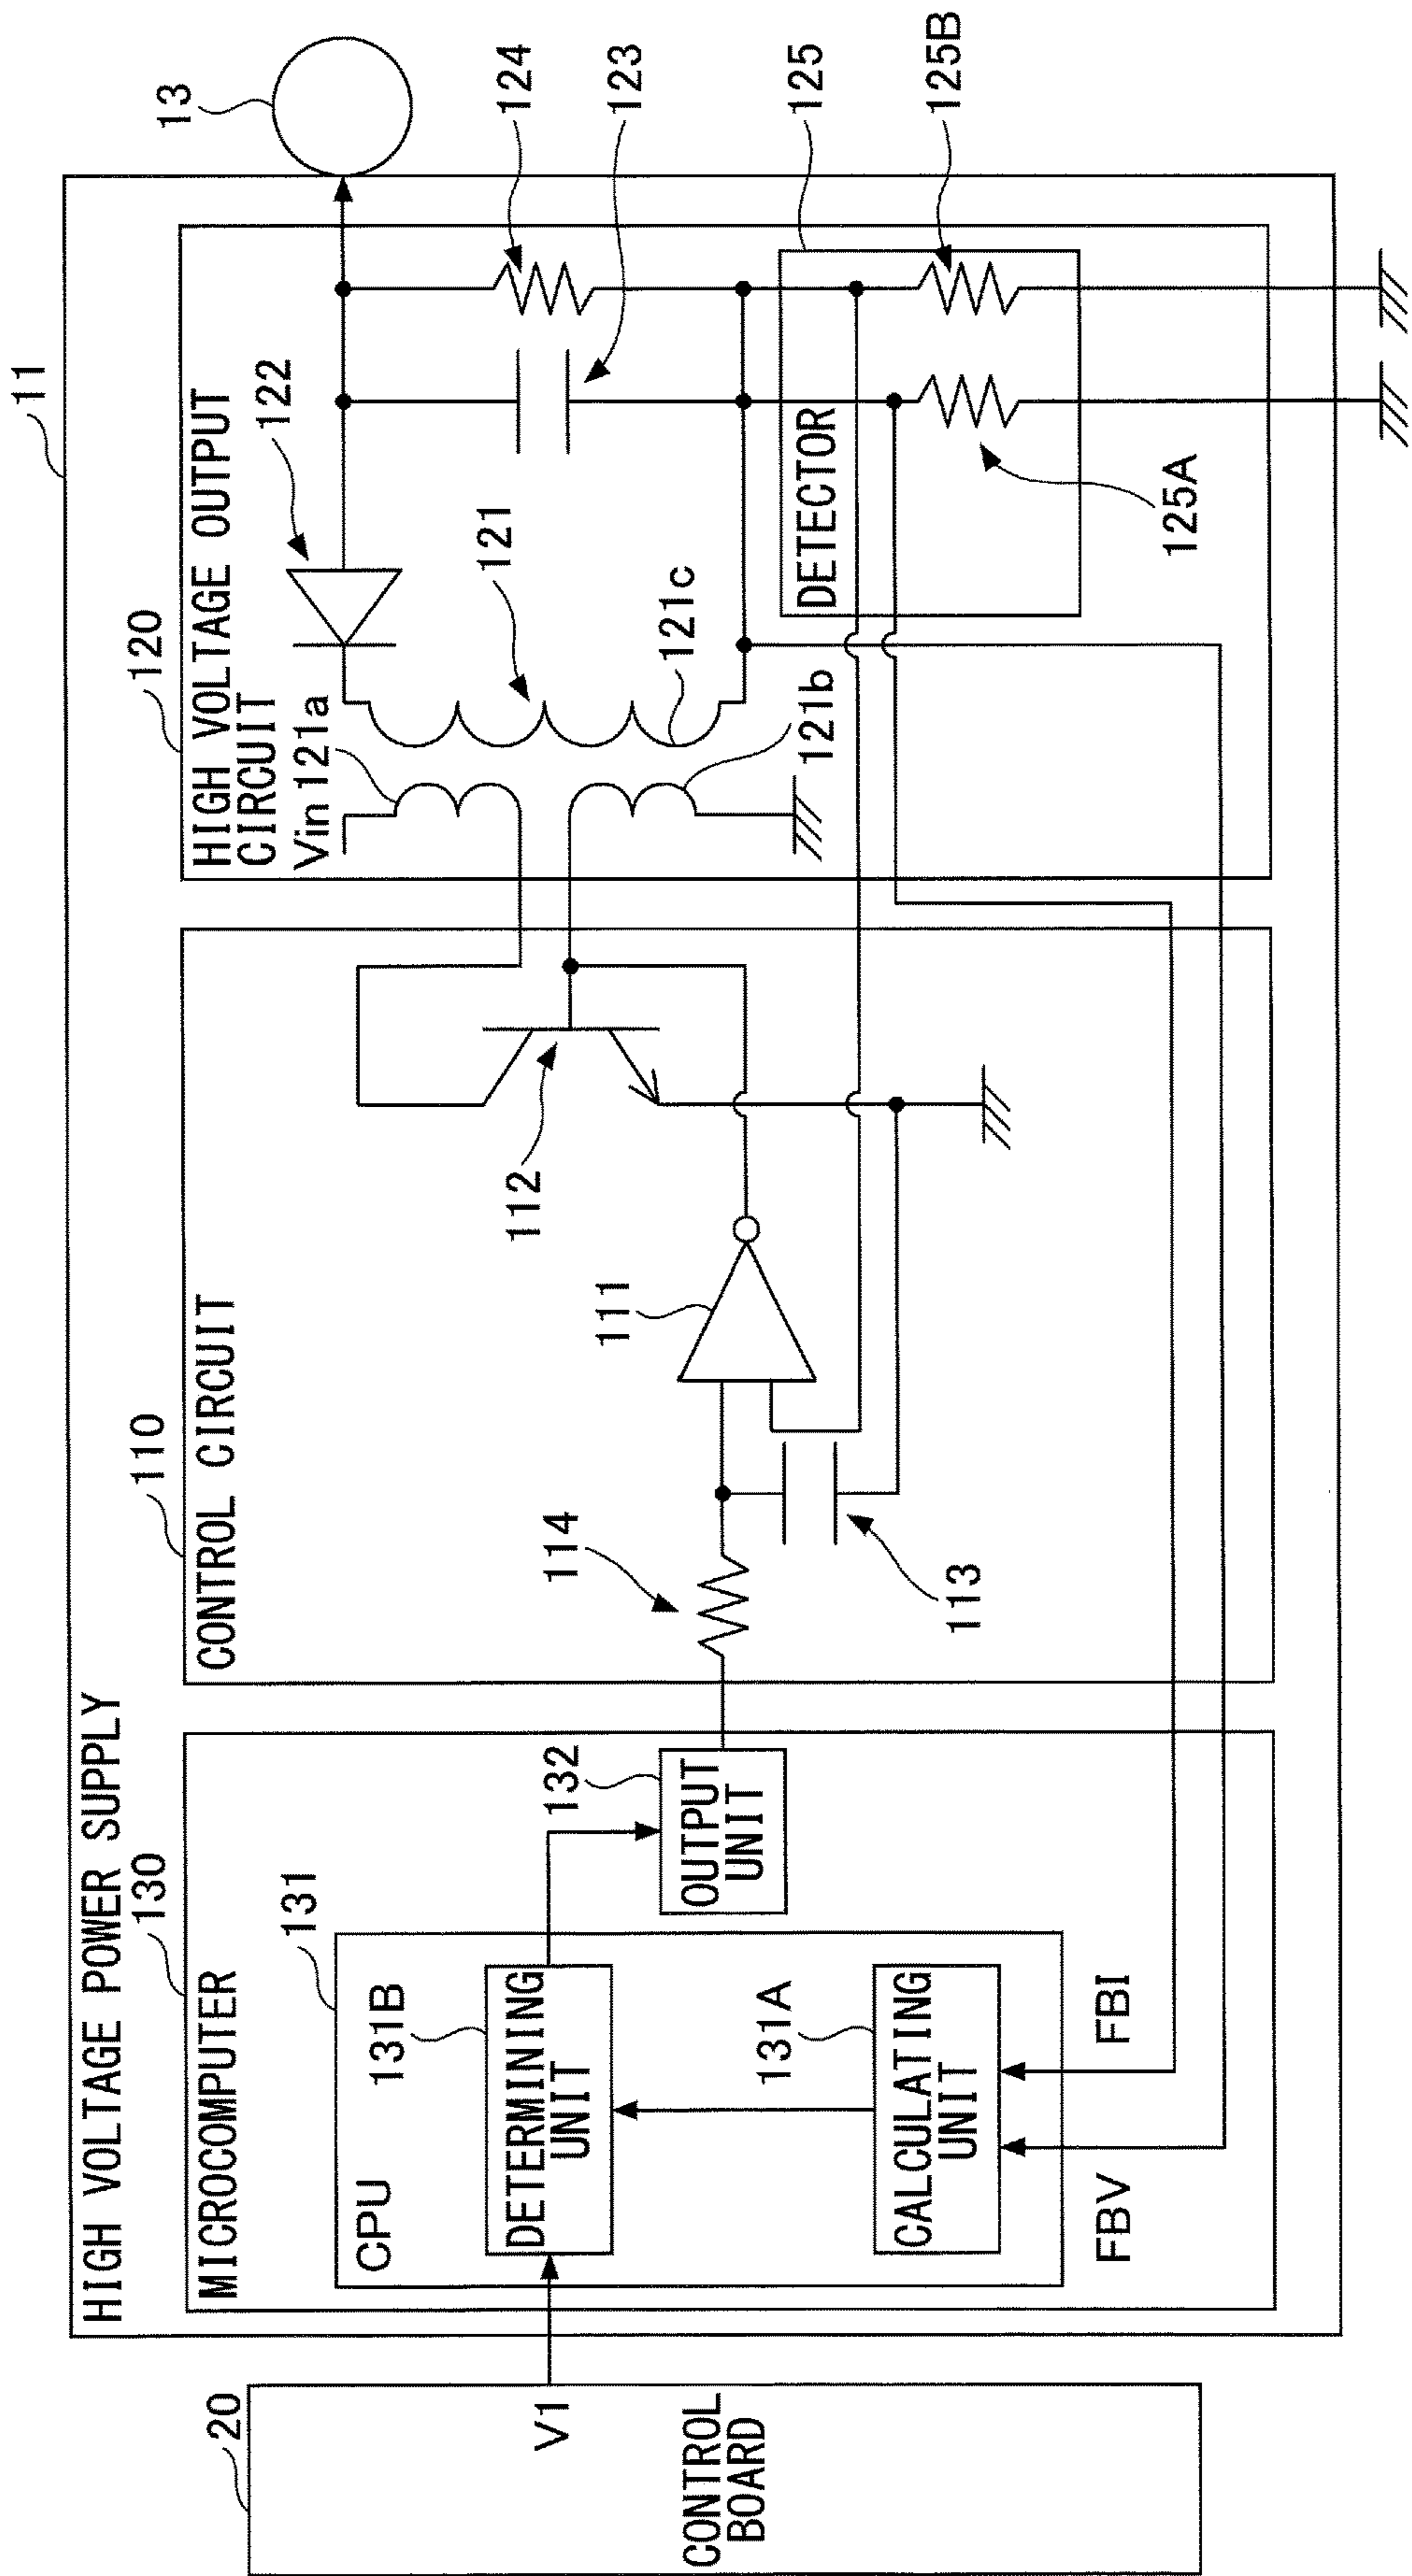 11
HIGH VOLTAGE POWER SUPPLY
20
CONTROL
BOARD
V1
130
MICROCOMPUTER
131
CPU
131B
DETERMINING
UNIT
131A
CALCULATING
UNIT
132
OUTPUT
UNIT
FBV
FBI
110
CONTROL CIRCUIT
114
113
111
112
120
HIGH VOLTAGE OUTPUT
CIRCUIT
Vin
121a
121b
121c
121
122
124
123
13
125
DETECTOR
125A
125B